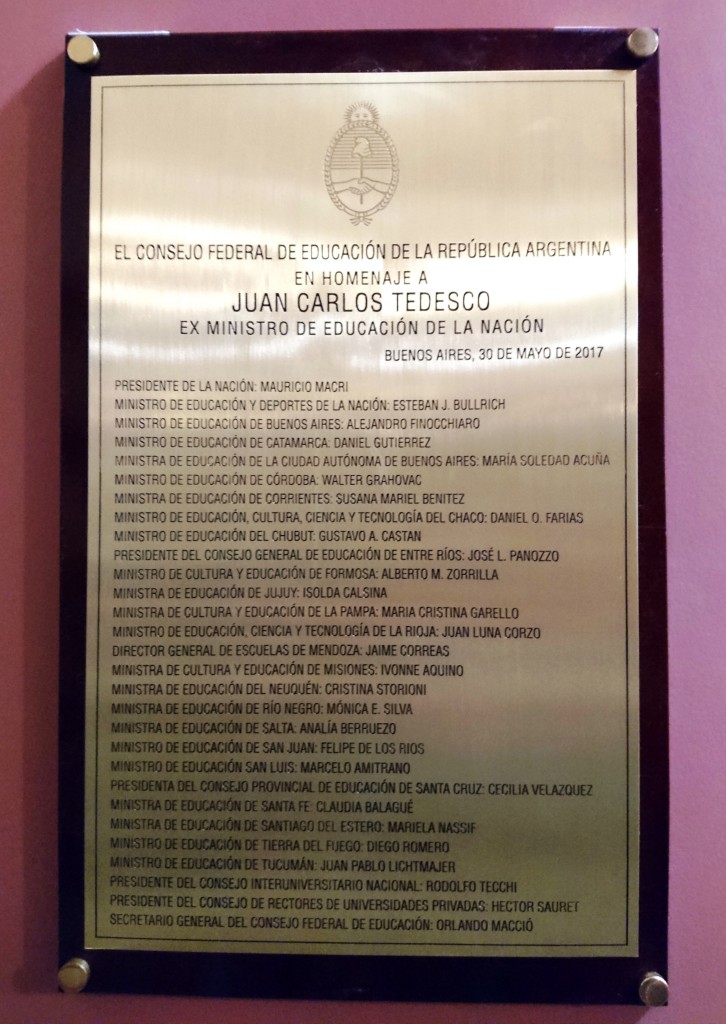 EL CONSEJO FEDERAL DE EDUCACIÓN DE LA REPÚBLICA ARGENTINA
EN HOMENAJE A
JUAN CARLOS TEDESCO
EX MINISTRO DE EDUCACIÓN DE LA NACIÓN
BUENOS AIRES, 30 DE MAYO DE 2017
PRESIDENTE DE LA NACIÓN: MAURICIO MACRI
MINISTRO DE EDUCACIÓN Y DEPORTES DE LA NACIÓN: ESTEBAN J. BULLRICH
MINISTRO DE EDUCACIÓN DE BUENOS AIRES: ALEJANDRO FINOCCHIARO
MINISTRO DE EDUCACIÓN DE CATAMARCA: DANIEL GUTIERREZ
MINISTRA DE EDUCACIÓN DE LA CIUDAD AUTÓNOMA DE BUENOS AIRES: MARÍA SOLEDAD ACUÑA
MINISTRO DE EDUCACIÓN DE CÓRDOBA: WALTER GRAHOVAC
MINISTRA DE EDUCACIÓN DE CORRIENTES: SUSANA MARIEL BENITEZ
MINISTRO DE EDUCACIÓN, CULTURA, CIENCIA Y TECNOLOGÍA DEL CHACO: DANIEL O. FARIAS
MINISTRO DE EDUCACIÓN DEL CHUBUT: GUSTAVO A. CASTAN
PRESIDENTE DEL CONSEJO GENERAL DE EDUCACIÓN DE ENTRE RÍOS: JOSÉ L. PANOZZO
MINISTRO DE CULTURA Y EDUCACIÓN DE FORMOSA: ALBERTO M. ZORRILLA
MINISTRA DE EDUCACIÓN DE JUJUY: ISOLDA CALSINA
MINISTRA DE CULTURA Y EDUCACIÓN DE LA PAMPA: MARIA CRISTINA GARELLO
MINISTRO DE EDUCACIÓN, CIENCIA Y TECNOLOGÍA DE LA RIOJA: JUAN LUNA CORZO
DIRECTOR GENERAL DE ESCUELAS DE MENDOZA: JAIME CORREAS
MINISTRA DE CULTURA Y EDUCACIÓN DE MISIONES: IVONNE AQUINO
MINISTRA DE EDUCACIÓN DEL NEUQUÉN: CRISTINA STORIONI
MINISTRA DE EDUCACIÓN DE RÍO NEGRO: MÓNICA E. SILVA
MINISTRA DE EDUCACIÓN DE SALTA: ANALÍA BERRUEZO
MINISTRO DE EDUCACIÓN DE SAN JUAN: FELIPE DE LOS RIOS
MINISTRO DE EDUCACIÓN SAN LUIS: MARCELO AMITRANO
PRESIDENTA DEL CONSEJO PROVINCIAL DE EDUCACIÓN DE SANTA CRUZ: CECILIA VELAZQUEZ
MINISTRA DE EDUCACIÓN DE SANTA FE: CLAUDIA BALAGUÉ
MINISTRA DE EDUCACIÓN DE SANTIAGO DEL ESTERO: MARIELA NASSIF
MINISTRO DE EDUCACIÓN DE TIERRA DEL FUEGO: DIEGO ROMERO
MINISTRO DE EDUCACIÓN DE TUCUMÁN: JUAN PABLO LICHTMAJER
PRESIDENTE DEL CONSEJO INTERUNIVERSITARIO NACIONAL: RODOLFO TECCHI
PRESIDENTE DEL CONSEJO DE RECTORES DE UNIVERSIDADES PRIVADAS: HECTOR SAURET
SECRETARIO GENERAL DEL CONSEJO FEDERAL DE EDUCACIÓN: ORLANDO MACCIÓ